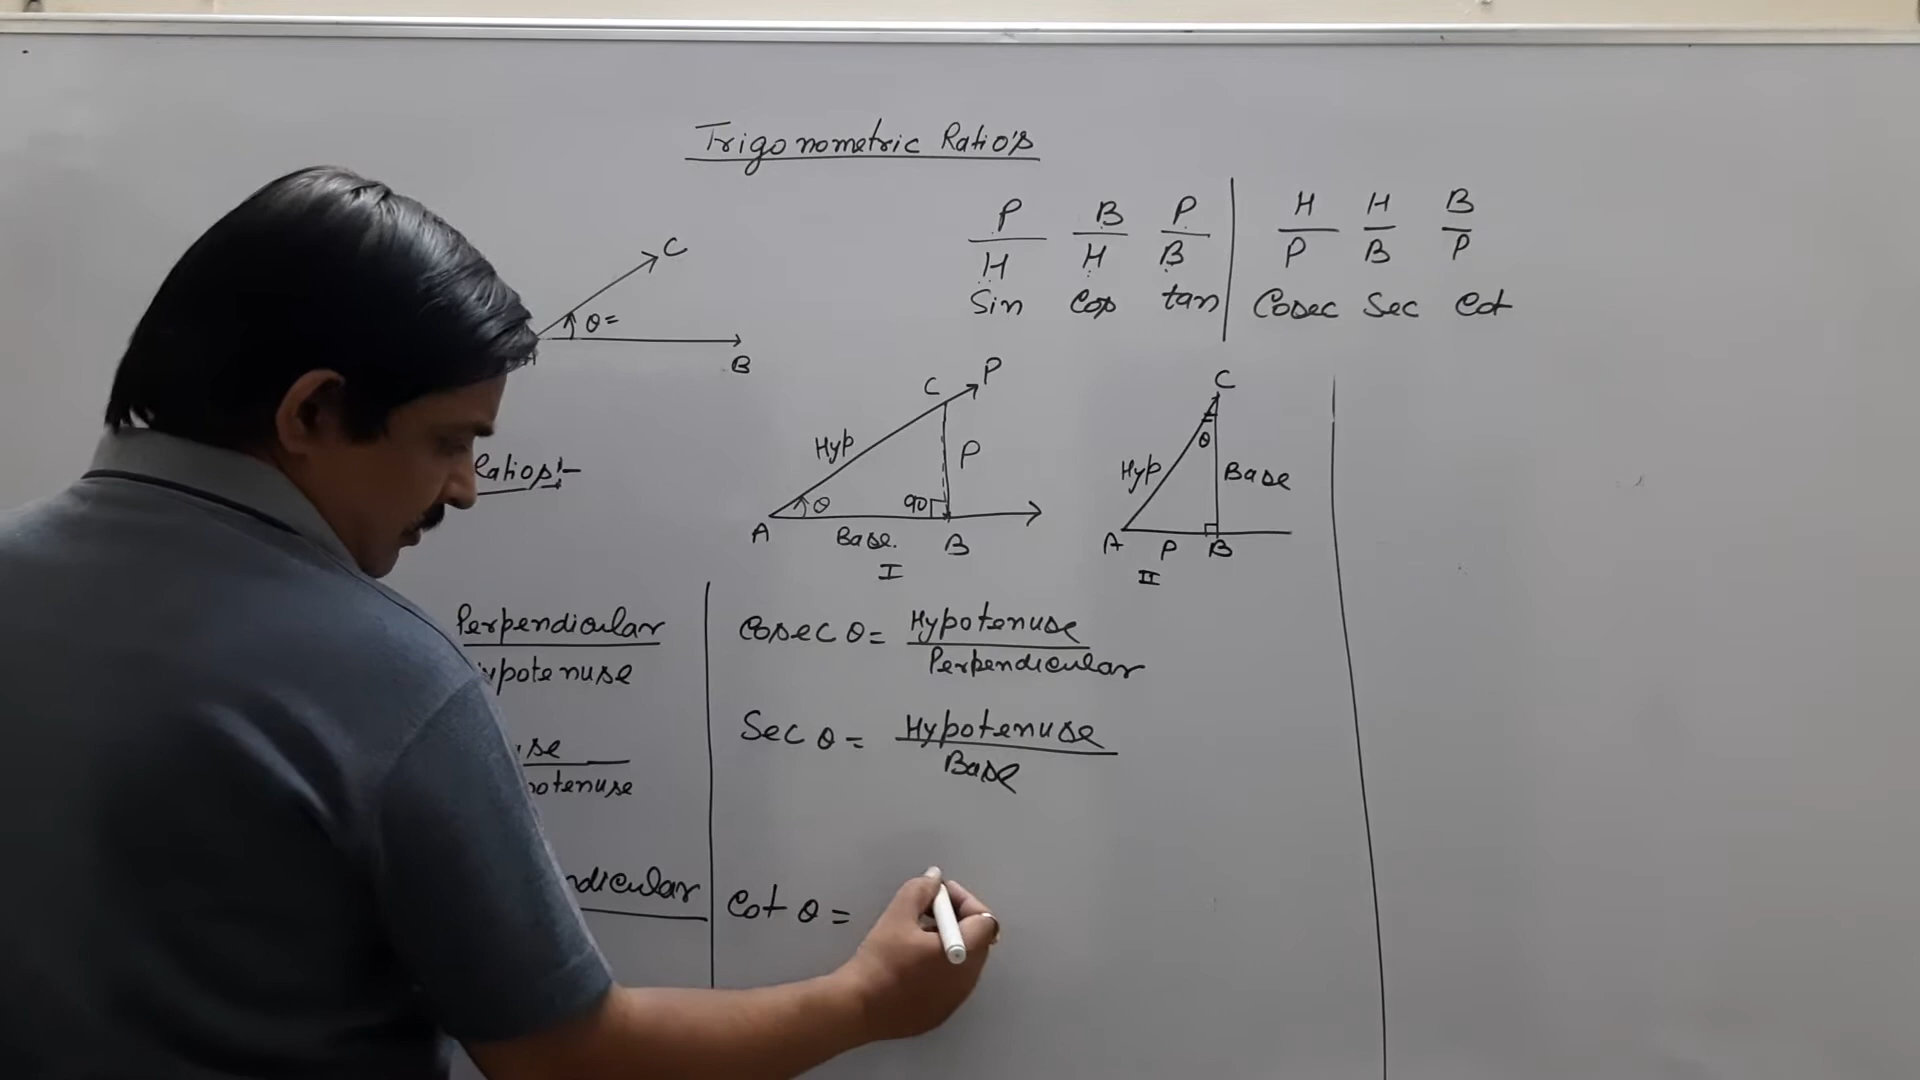 Trigonometric Ratio's
P B P H H B
H H B P B P
Sin Cos tan Cosec Sec Cot
C
θ=
B
C P
Hyp P
θ 90
A Base. B
I
C
θ
Hyp Base
A P B
II
Ratios:-
Perpendicular
Hypotenuse
Cosec θ = Hypotenuse
Perpendicular
Sec θ = Hypotenuse
Base
Cot θ =